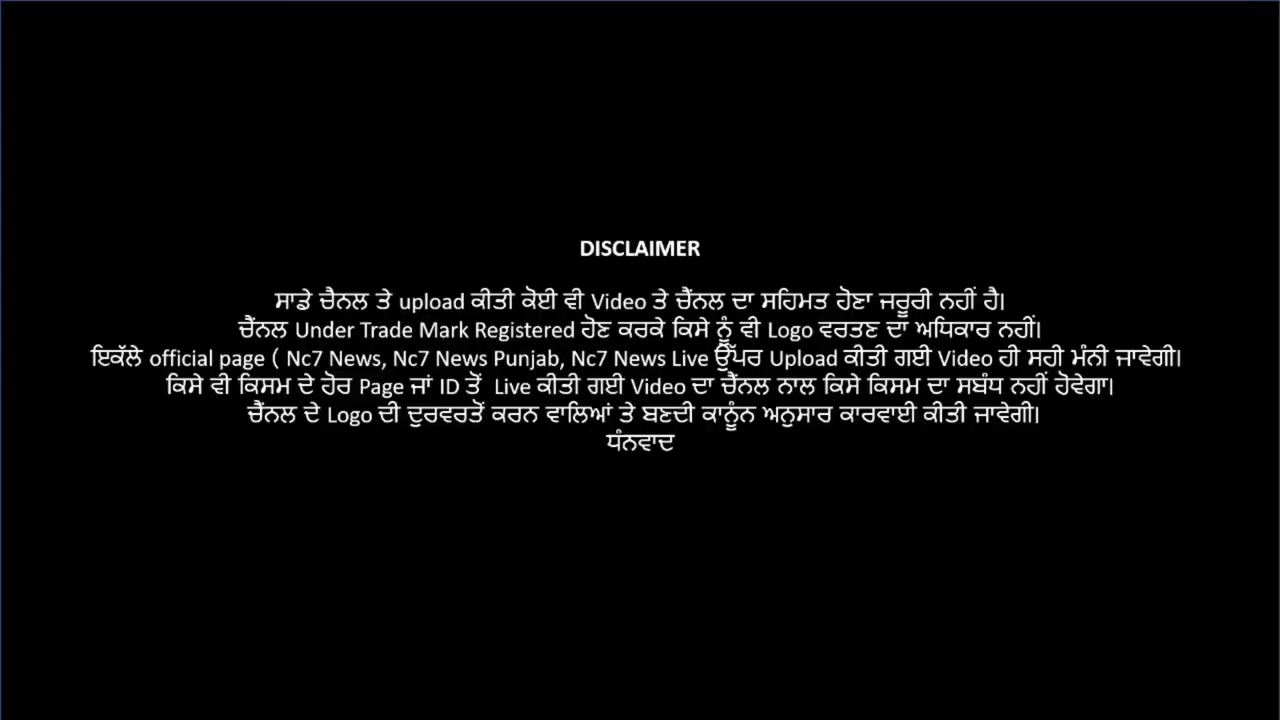 DISCLAIMER
ਸਾਡੇ ਚੈਨਲ ਤੇ upload ਕੀਤੀ ਕੋਈ ਵੀ Video ਤੇ ਚੈਂਨਲ ਦਾ ਸਹਿਮਤ ਹੋਣਾ ਜਰੂਰੀ ਨਹੀਂ ਹੈ।
ਚੈਂਨਲ Under Trade Mark Registered ਹੋਣ ਕਰਕੇ ਕਿਸੇ ਨੂੰ ਵੀ Logo ਵਰਤਣ ਦਾ ਅਧਿਕਾਰ ਨਹੀਂ।
ਇਕੱਲੇ official page ( Nc7 News, Nc7 News Punjab, Nc7 News Live ਉੱਪਰ Upload ਕੀਤੀ ਗਈ Video ਹੀ ਸਹੀ ਮੰਨੀ ਜਾਵੇਗੀ।
ਕਿਸੇ ਵੀ ਕਿਸਮ ਦੇ ਹੋਰ Page ਜਾਂ ID ਤੋਂ Live ਕੀਤੀ ਗਈ Video ਦਾ ਚੈਂਨਲ ਨਾਲ ਕਿਸੇ ਕਿਸਮ ਦਾ ਸਬੰਧ ਨਹੀਂ ਹੋਵੇਗਾ।
ਚੈਂਨਲ ਦੇ Logo ਦੀ ਦੁਰਵਰਤੋਂ ਕਰਨ ਵਾਲਿਆਂ ਤੇ ਬਣਦੀ ਕਾਨੂੰਨ ਅਨੁਸਾਰ ਕਾਰਵਾਈ ਕੀਤੀ ਜਾਵੇਗੀ।
ਧੰਨਵਾਦ